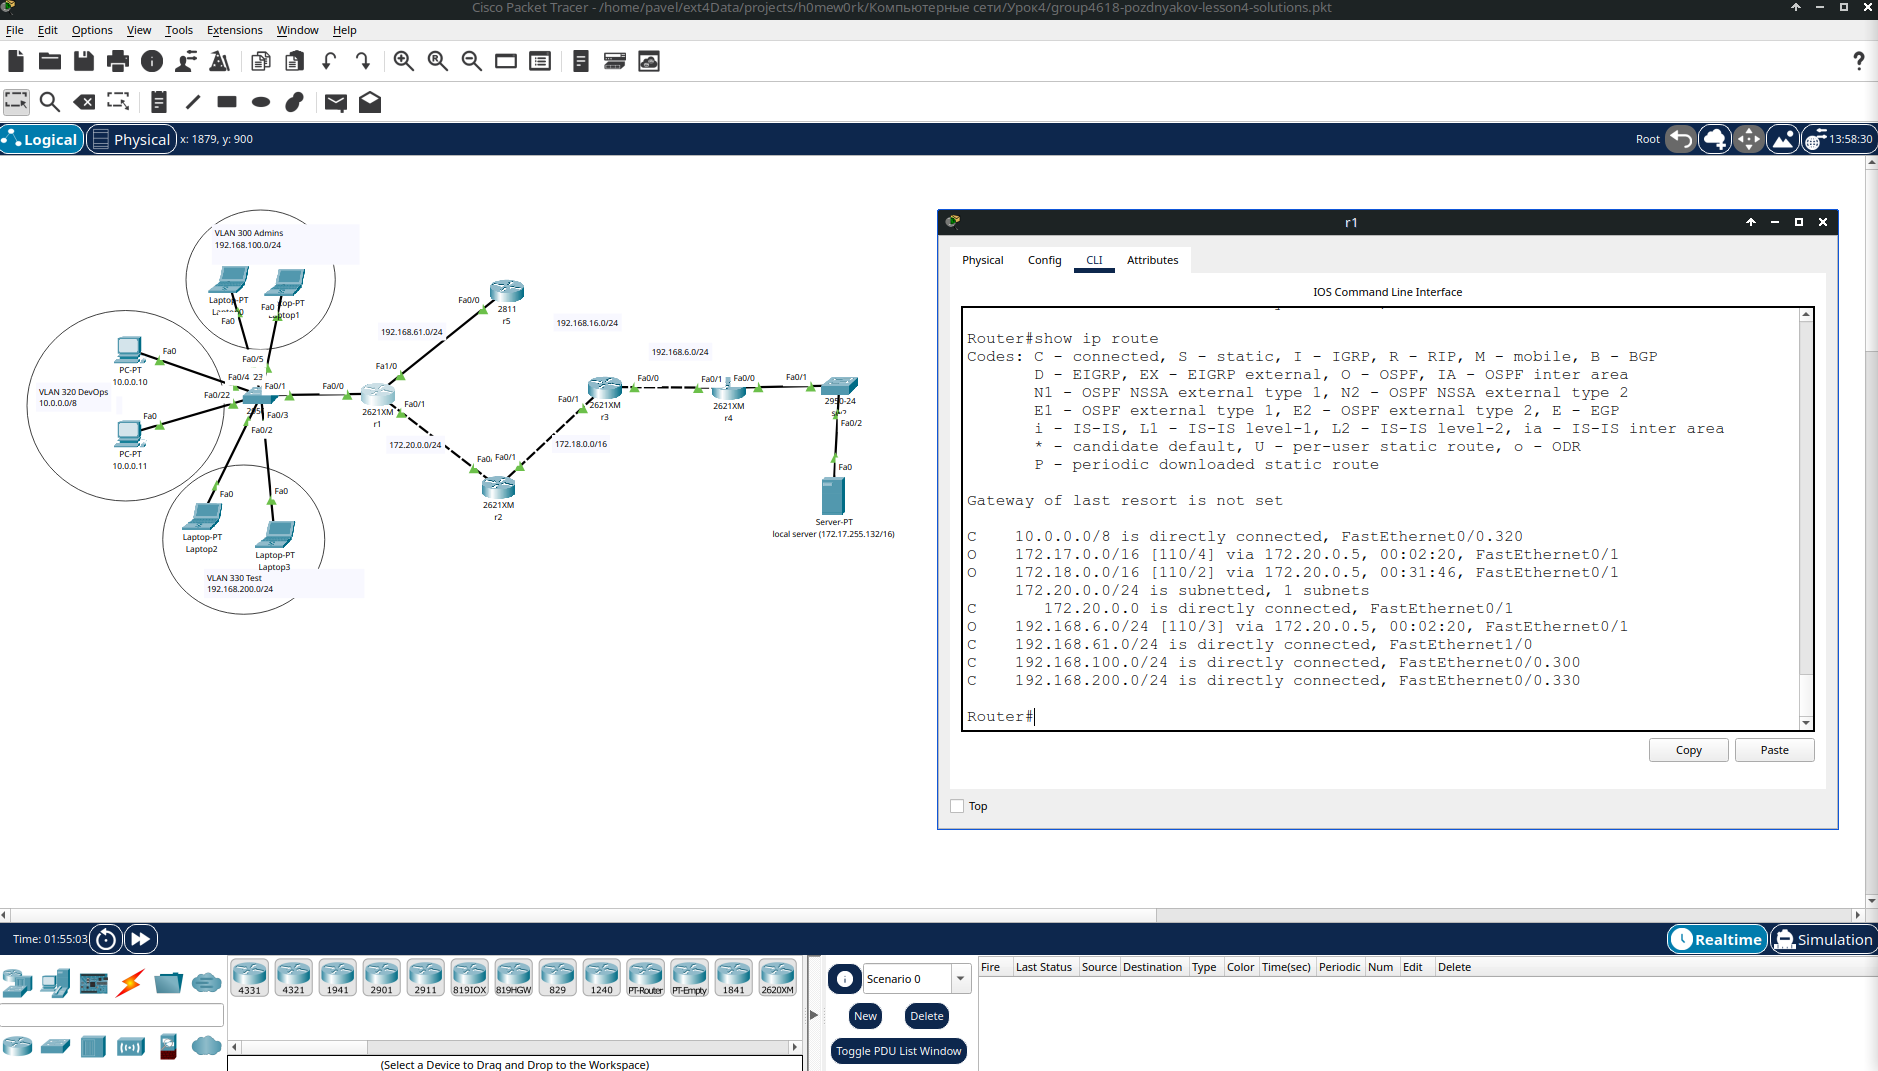 Cisco Packet Tracer - /home/pavel/ext4Data/projects/h0mew0rk/Компьютерные сети/Урок4/group4618-pozdnyakov-lesson4-solutions.pkt
File Edit Options View Tools Extensions Window Help
?
Logical Physical x: 1879, y: 900 Root 13:58:30
VLAN 300 Admins
192.168.100.0/24
Laptop-PT
Fa0
top-PT
Fa0
Fa0/5
VLAN 320 DevOps
10.0.0.0/8
Fa0
PC-PT
10.0.0.10
Fa0
PC-PT
10.0.0.11
Fa0/4 23
Fa0/22
Fa0/1
Fa0/3
Fa0/2
Fa0/0
Fa0
Laptop-PT
Laptop2
Fa0
Laptop-PT
Laptop3
VLAN 330 Test
192.168.200.0/24
Fa1/0
2621XM
r1
Fa0/1
192.168.61.0/24
Fa0/0
2811
r5
192.168.16.0/24
172.20.0.0/24
Fa0/ Fa0/1
2621XM
r2
172.18.0.0/16
Fa0/1
2621XM
r3
Fa0/0
192.168.6.0/24
Fa0/1 Fa0/0
2621XM
r4
Fa0/1
2950-24
Fa0/2
Fa0
Server-PT
local server (172.17.255.132/16)
r1
Physical Config CLI Attributes
IOS Command Line Interface
Router#show ip route
Codes: C - connected, S - static, I - IGRP, R - RIP, M - mobile, B - BGP
D - EIGRP, EX - EIGRP external, O - OSPF, IA - OSPF inter area
N1 - OSPF NSSA external type 1, N2 - OSPF NSSA external type 2
E1 - OSPF external type 1, E2 - OSPF external type 2, E - EGP
i - IS-IS, L1 - IS-IS level-1, L2 - IS-IS level-2, ia - IS-IS inter area
* - candidate default, U - per-user static route, o - ODR
P - periodic downloaded static route
Gateway of last resort is not set
C 10.0.0.0/8 is directly connected, FastEthernet0/0.320
O 172.17.0.0/16 [110/4] via 172.20.0.5, 00:02:20, FastEthernet0/1
O 172.18.0.0/16 [110/2] via 172.20.0.5, 00:31:46, FastEthernet0/1
172.20.0.0/24 is subnetted, 1 subnets
C 172.20.0.0 is directly connected, FastEthernet0/1
O 192.168.6.0/24 [110/3] via 172.20.0.5, 00:02:20, FastEthernet0/1
C 192.168.61.0/24 is directly connected, FastEthernet1/0
C 192.168.100.0/24 is directly connected, FastEthernet0/0.300
C 192.168.200.0/24 is directly connected, FastEthernet0/0.330
Router#
Copy Paste
Top
Time: 01:55:03 Realtime Simulation
4331 4321 1941 2901 2911 819IOX 819HGW 829 1240 PT-Router PT-Empty 1841 2620XM
(Select a Device to Drag and Drop to the Workspace)
Scenario 0
New Delete
Toggle PDU List Window
Fire Last Status Source Destination Type Color Time(sec) Periodic Num Edit Delete